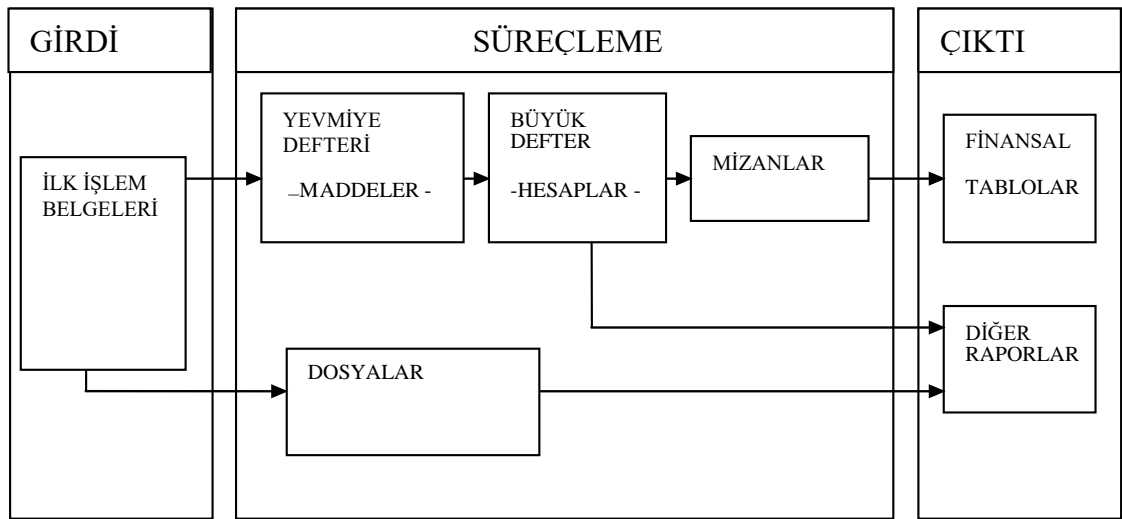 GİRDİ
SÜREÇLEME
ÇIKTI
İLK İŞLEM
BELGELERİ
YEVMİYE
DEFTERİ
–MADDELER -
BÜYÜK
DEFTER
-HESAPLAR -
MİZANLAR
FİNANSAL
TABLOLAR
DOSYALAR
DİĞER
RAPORLAR